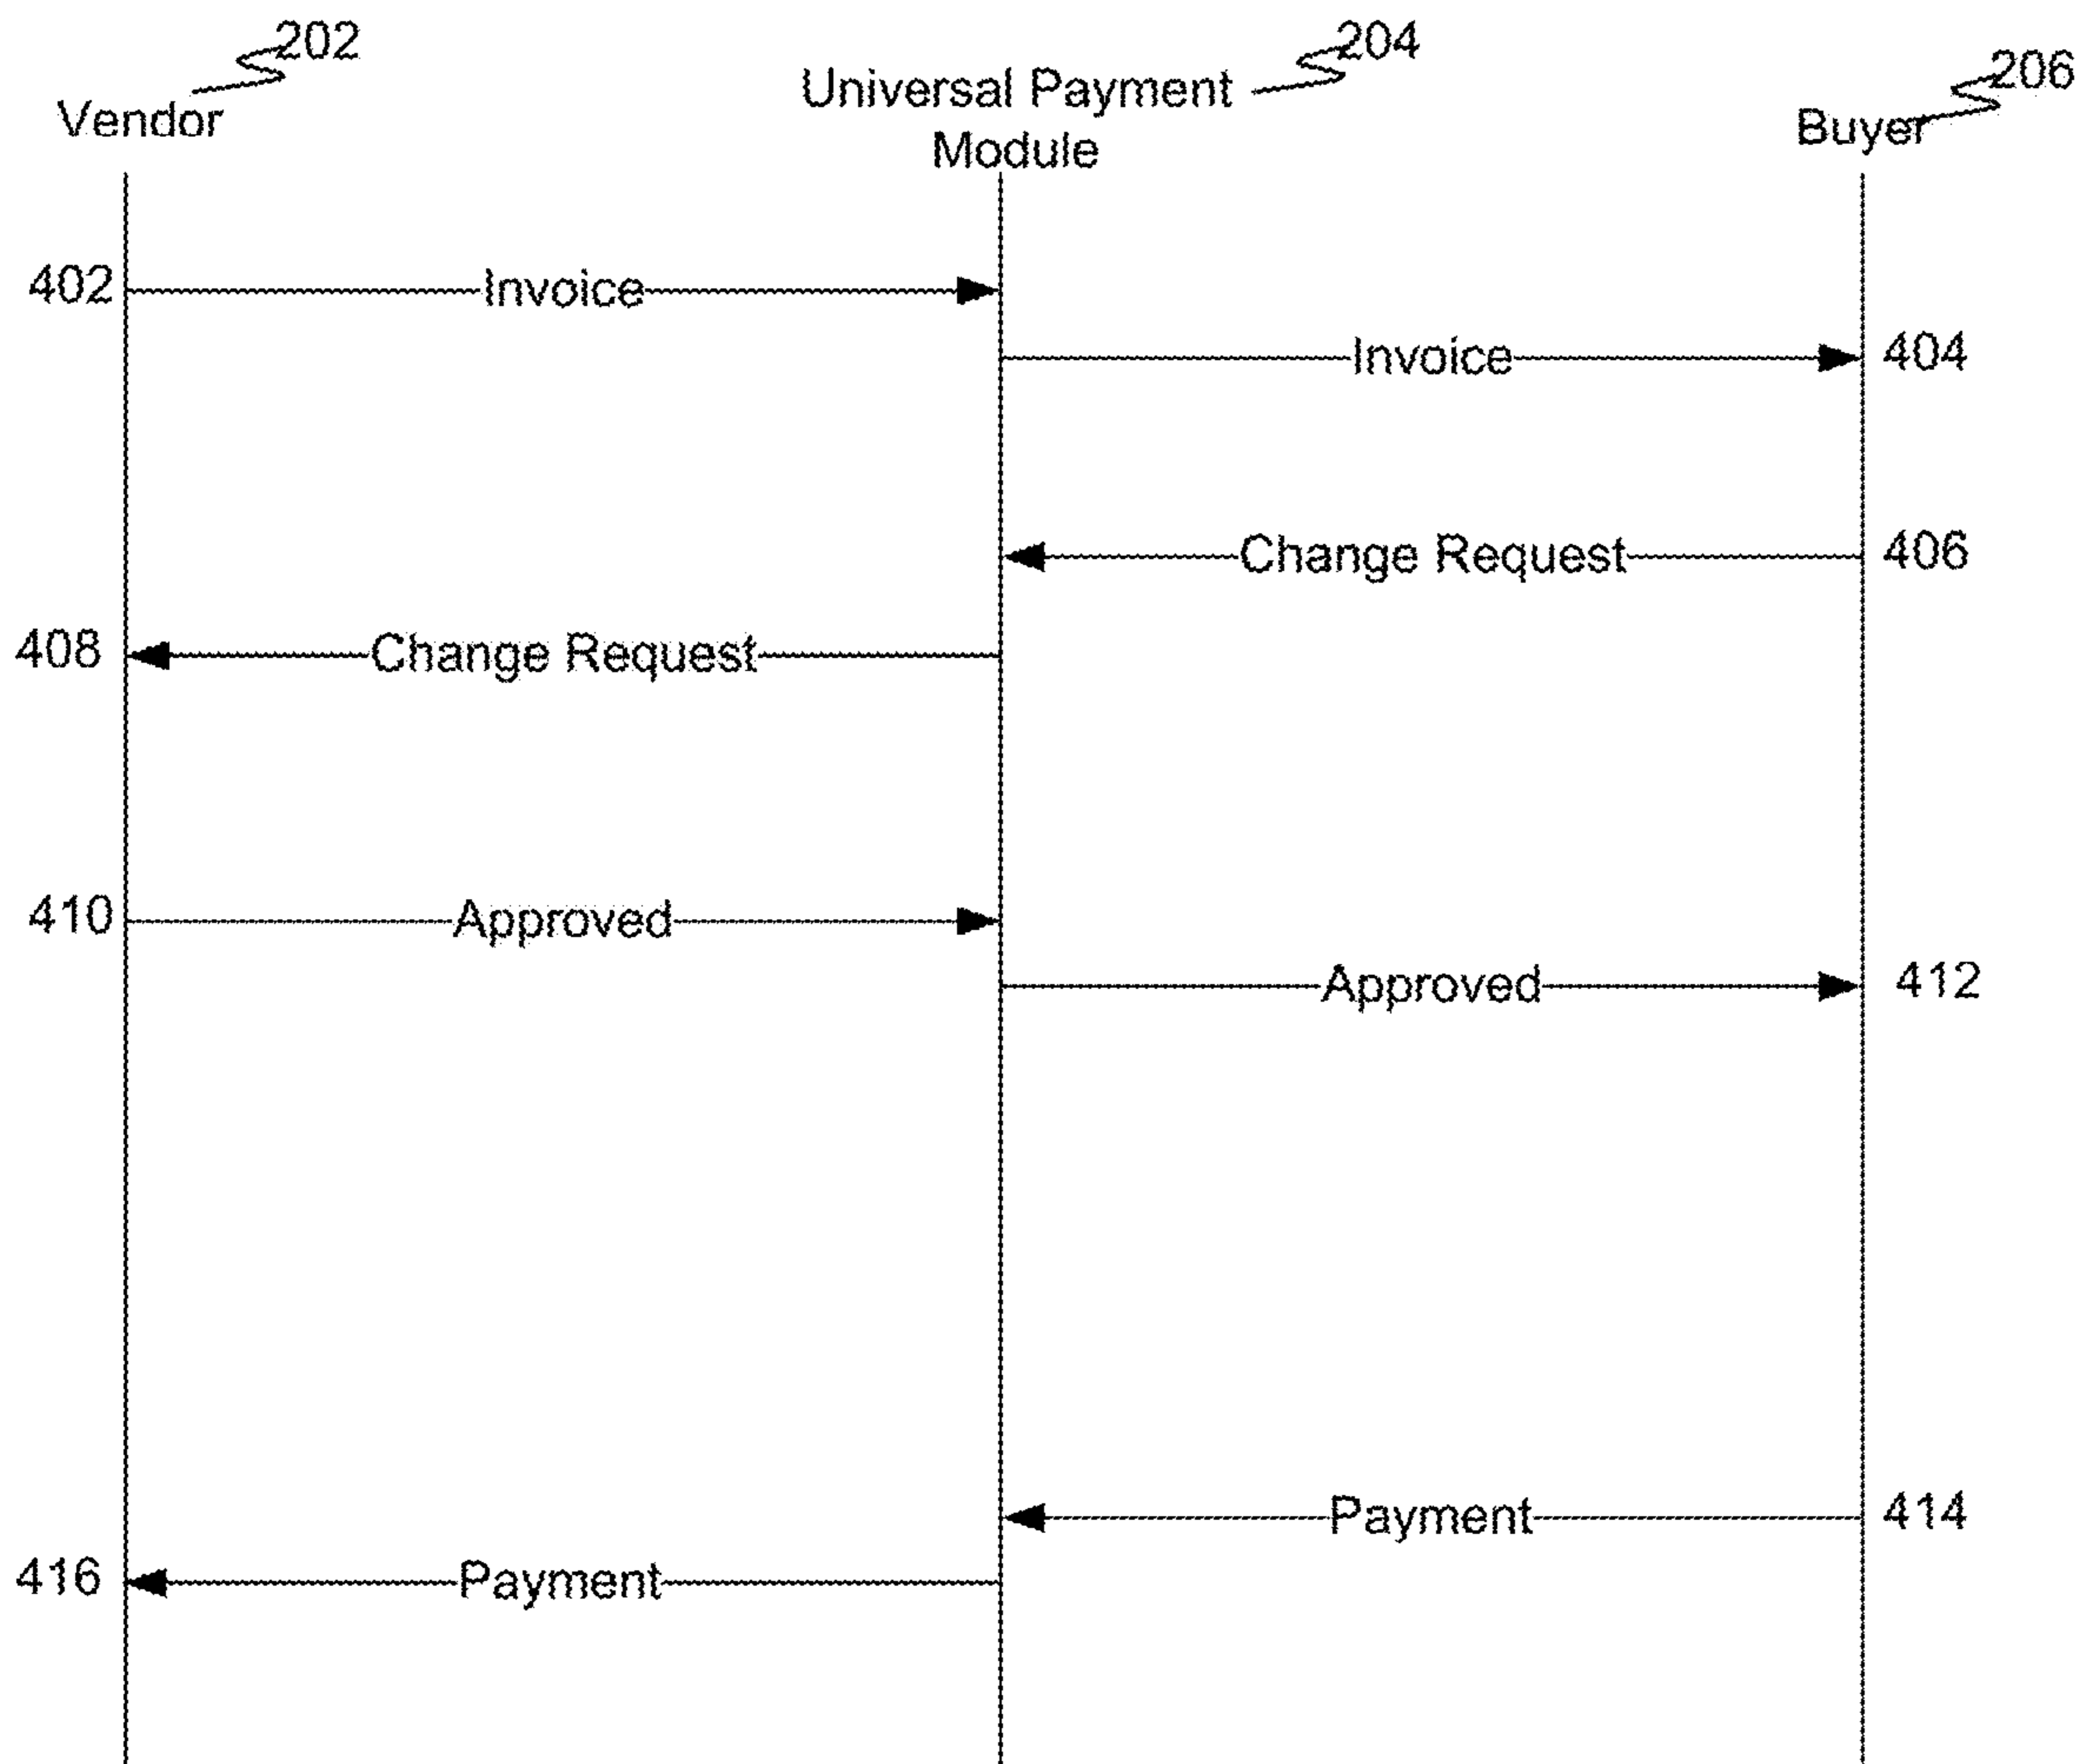 202
204
206
Vendor
Universal Payment
Module
Buyer
402
Invoice
Invoice
404
Change Request
406
408
Change Request
410
Approved
Approved
412
Payment
414
416
Payment